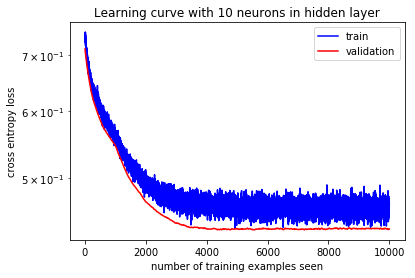 Learning curve with 10 neurons in hidden layer
train
validation
7 × 10⁻¹
6 × 10⁻¹
5 × 10⁻¹
cross entropy loss
0 2000 4000 6000 8000 10000
number of training examples seen